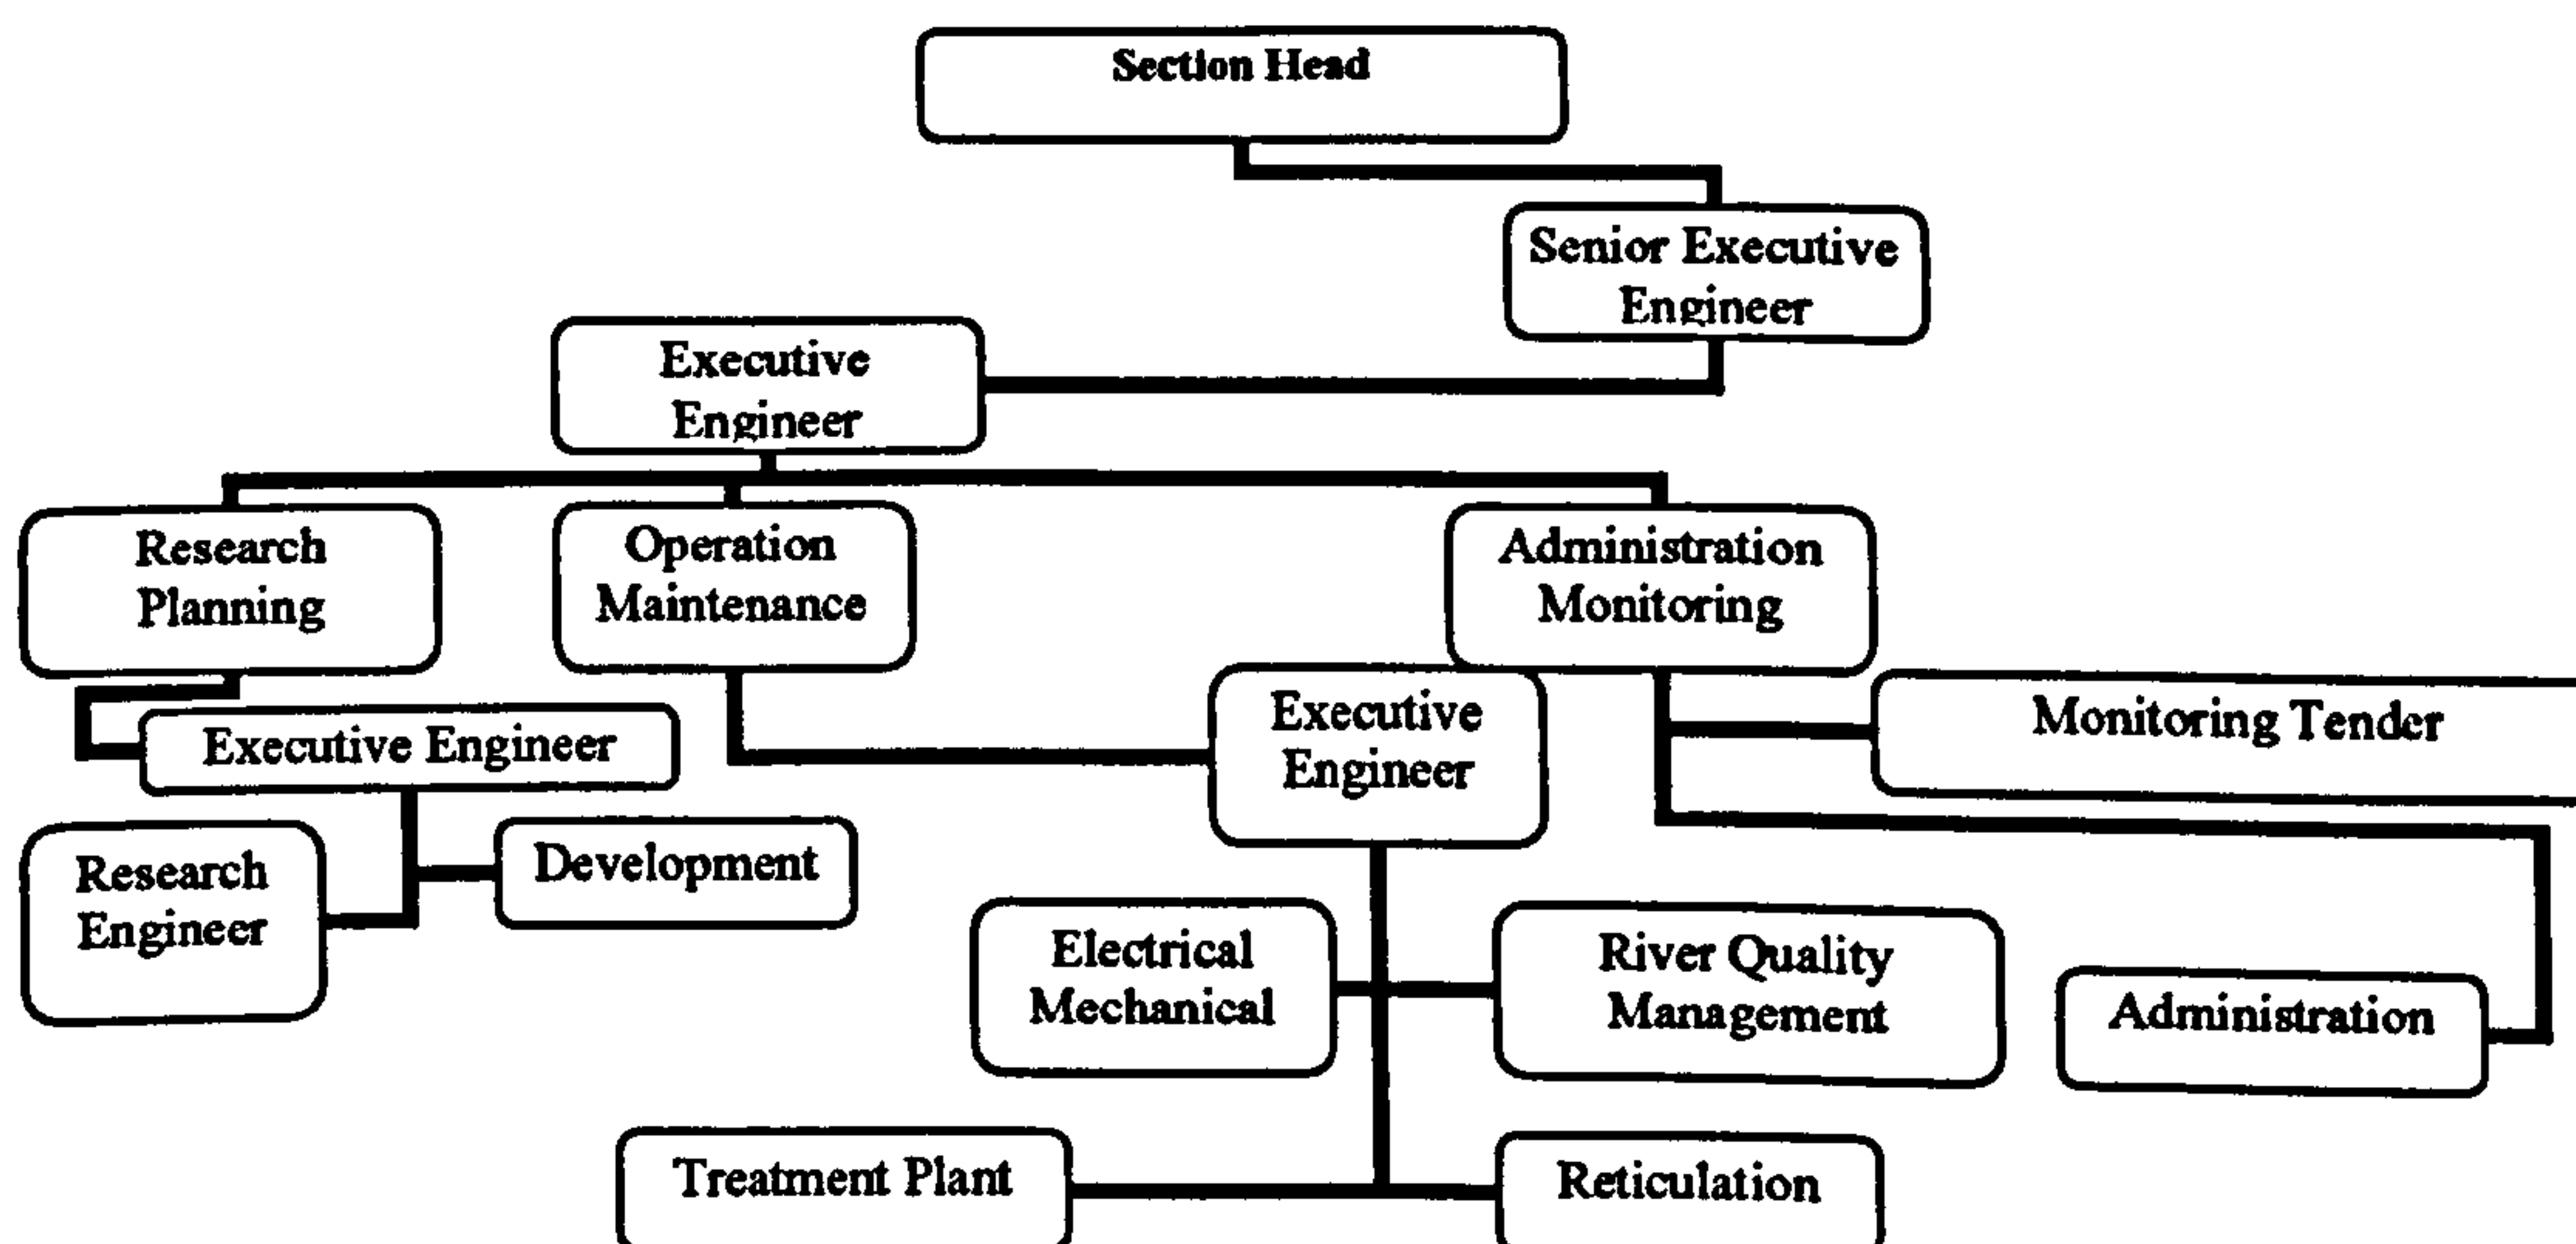 Section Head
Senior Executive
Engineer
Executive
Engineer
Research
Planning
Operation
Maintenance
Administration
Monitoring
Executive Engineer
Executive
Engineer
Monitoring Tender
Research
Engineer
Development
Electrical
Mechanical
River Quality
Management
Administration
Treatment Plant
Reticulation